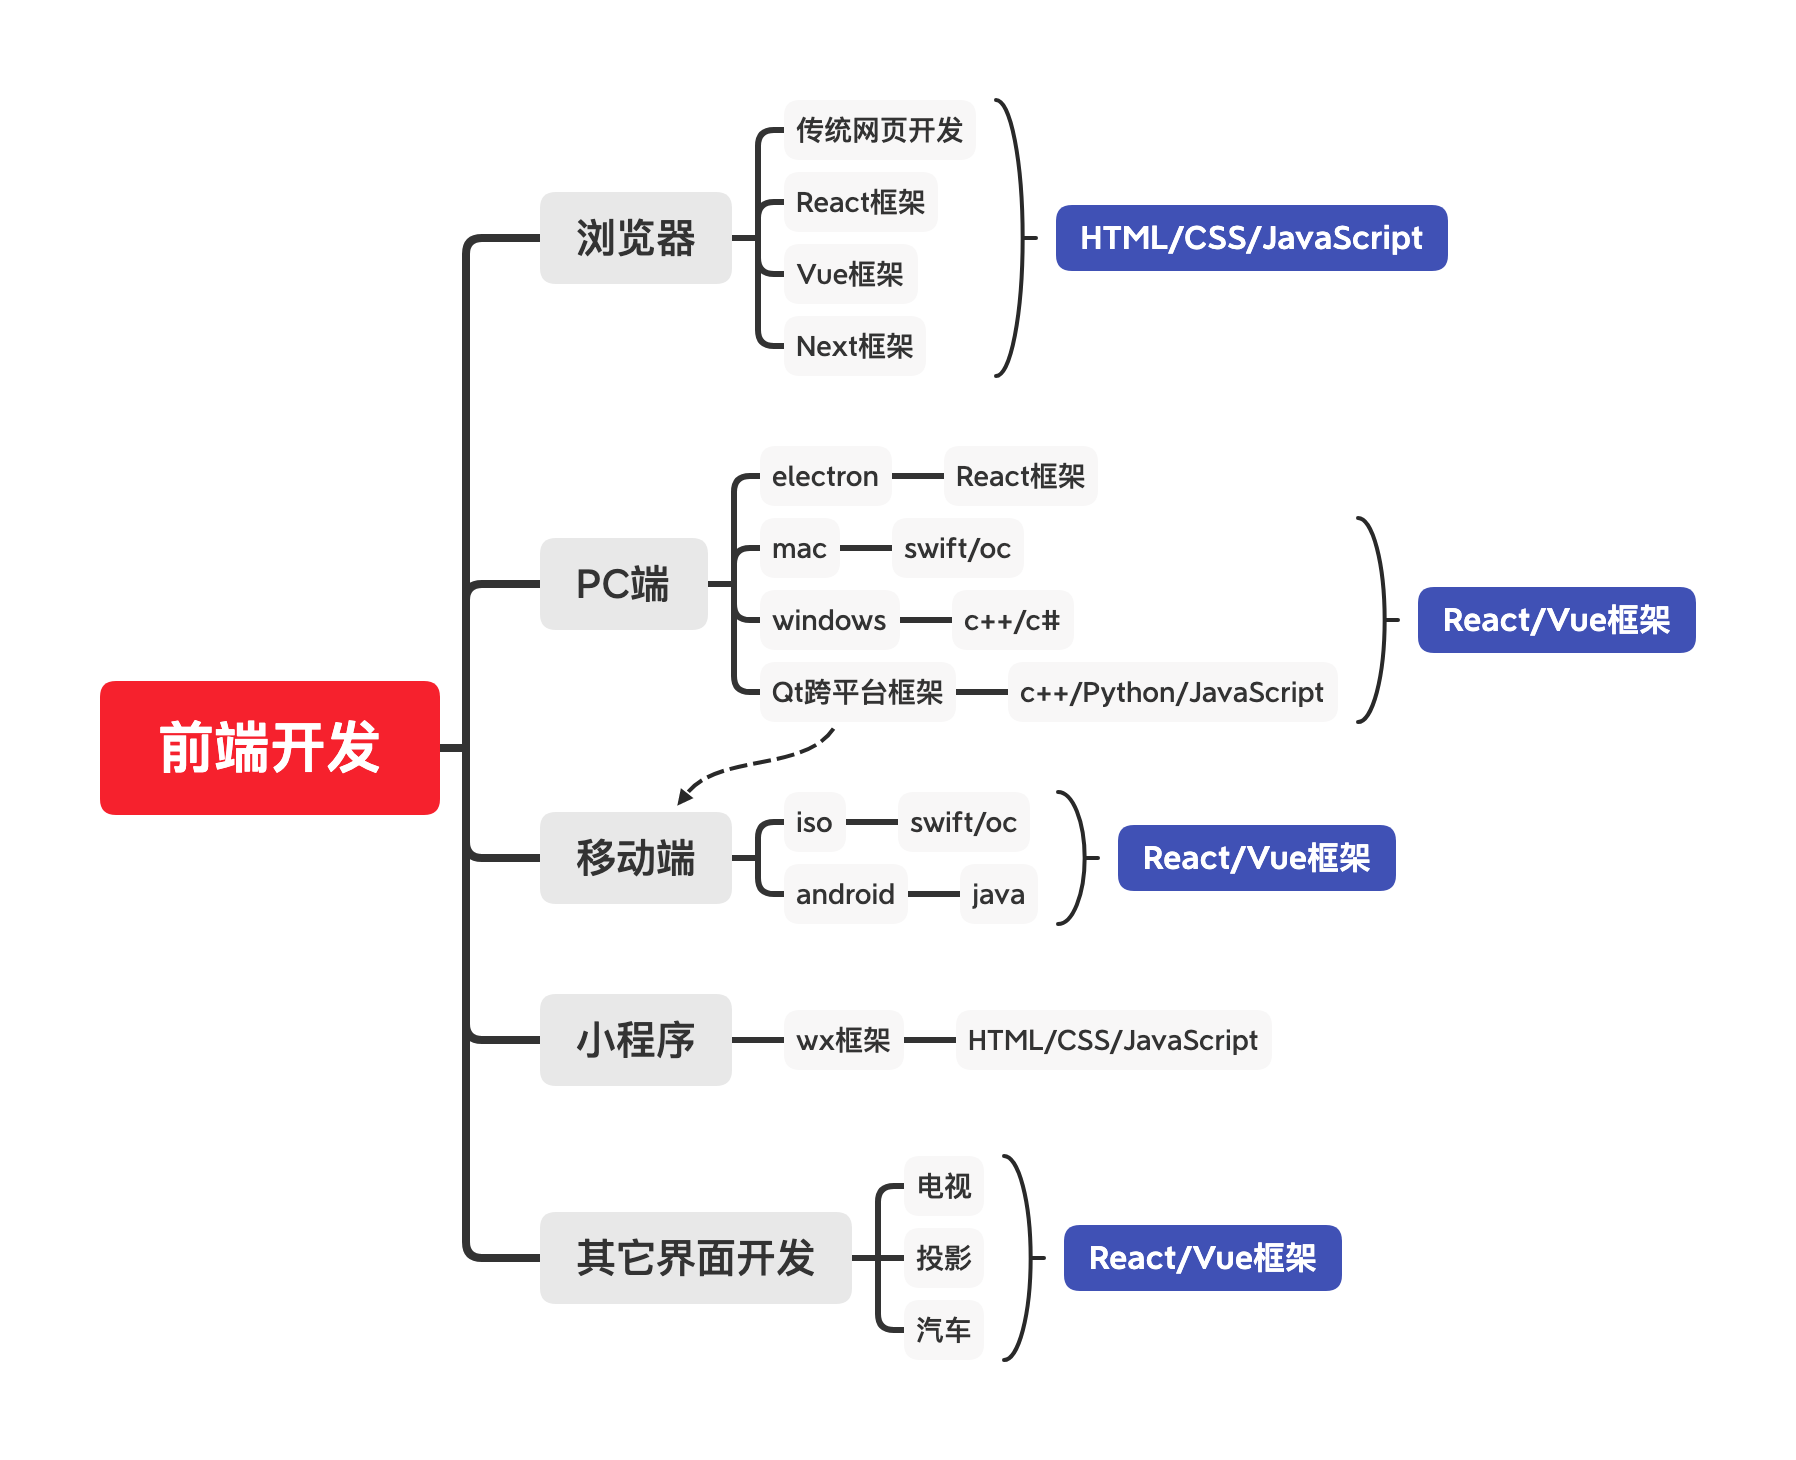 前端开发
浏览器
传统网页开发
React框架
Vue框架
Next框架
HTML/CSS/JavaScript
PC端
electron
React框架
mac
swift/oc
windows
c++/c#
Qt跨平台框架
c++/Python/JavaScript
React/Vue框架
移动端
iso
swift/oc
android
java
React/Vue框架
小程序
wx框架
HTML/CSS/JavaScript
其它界面开发
电视
投影
汽车
React/Vue框架